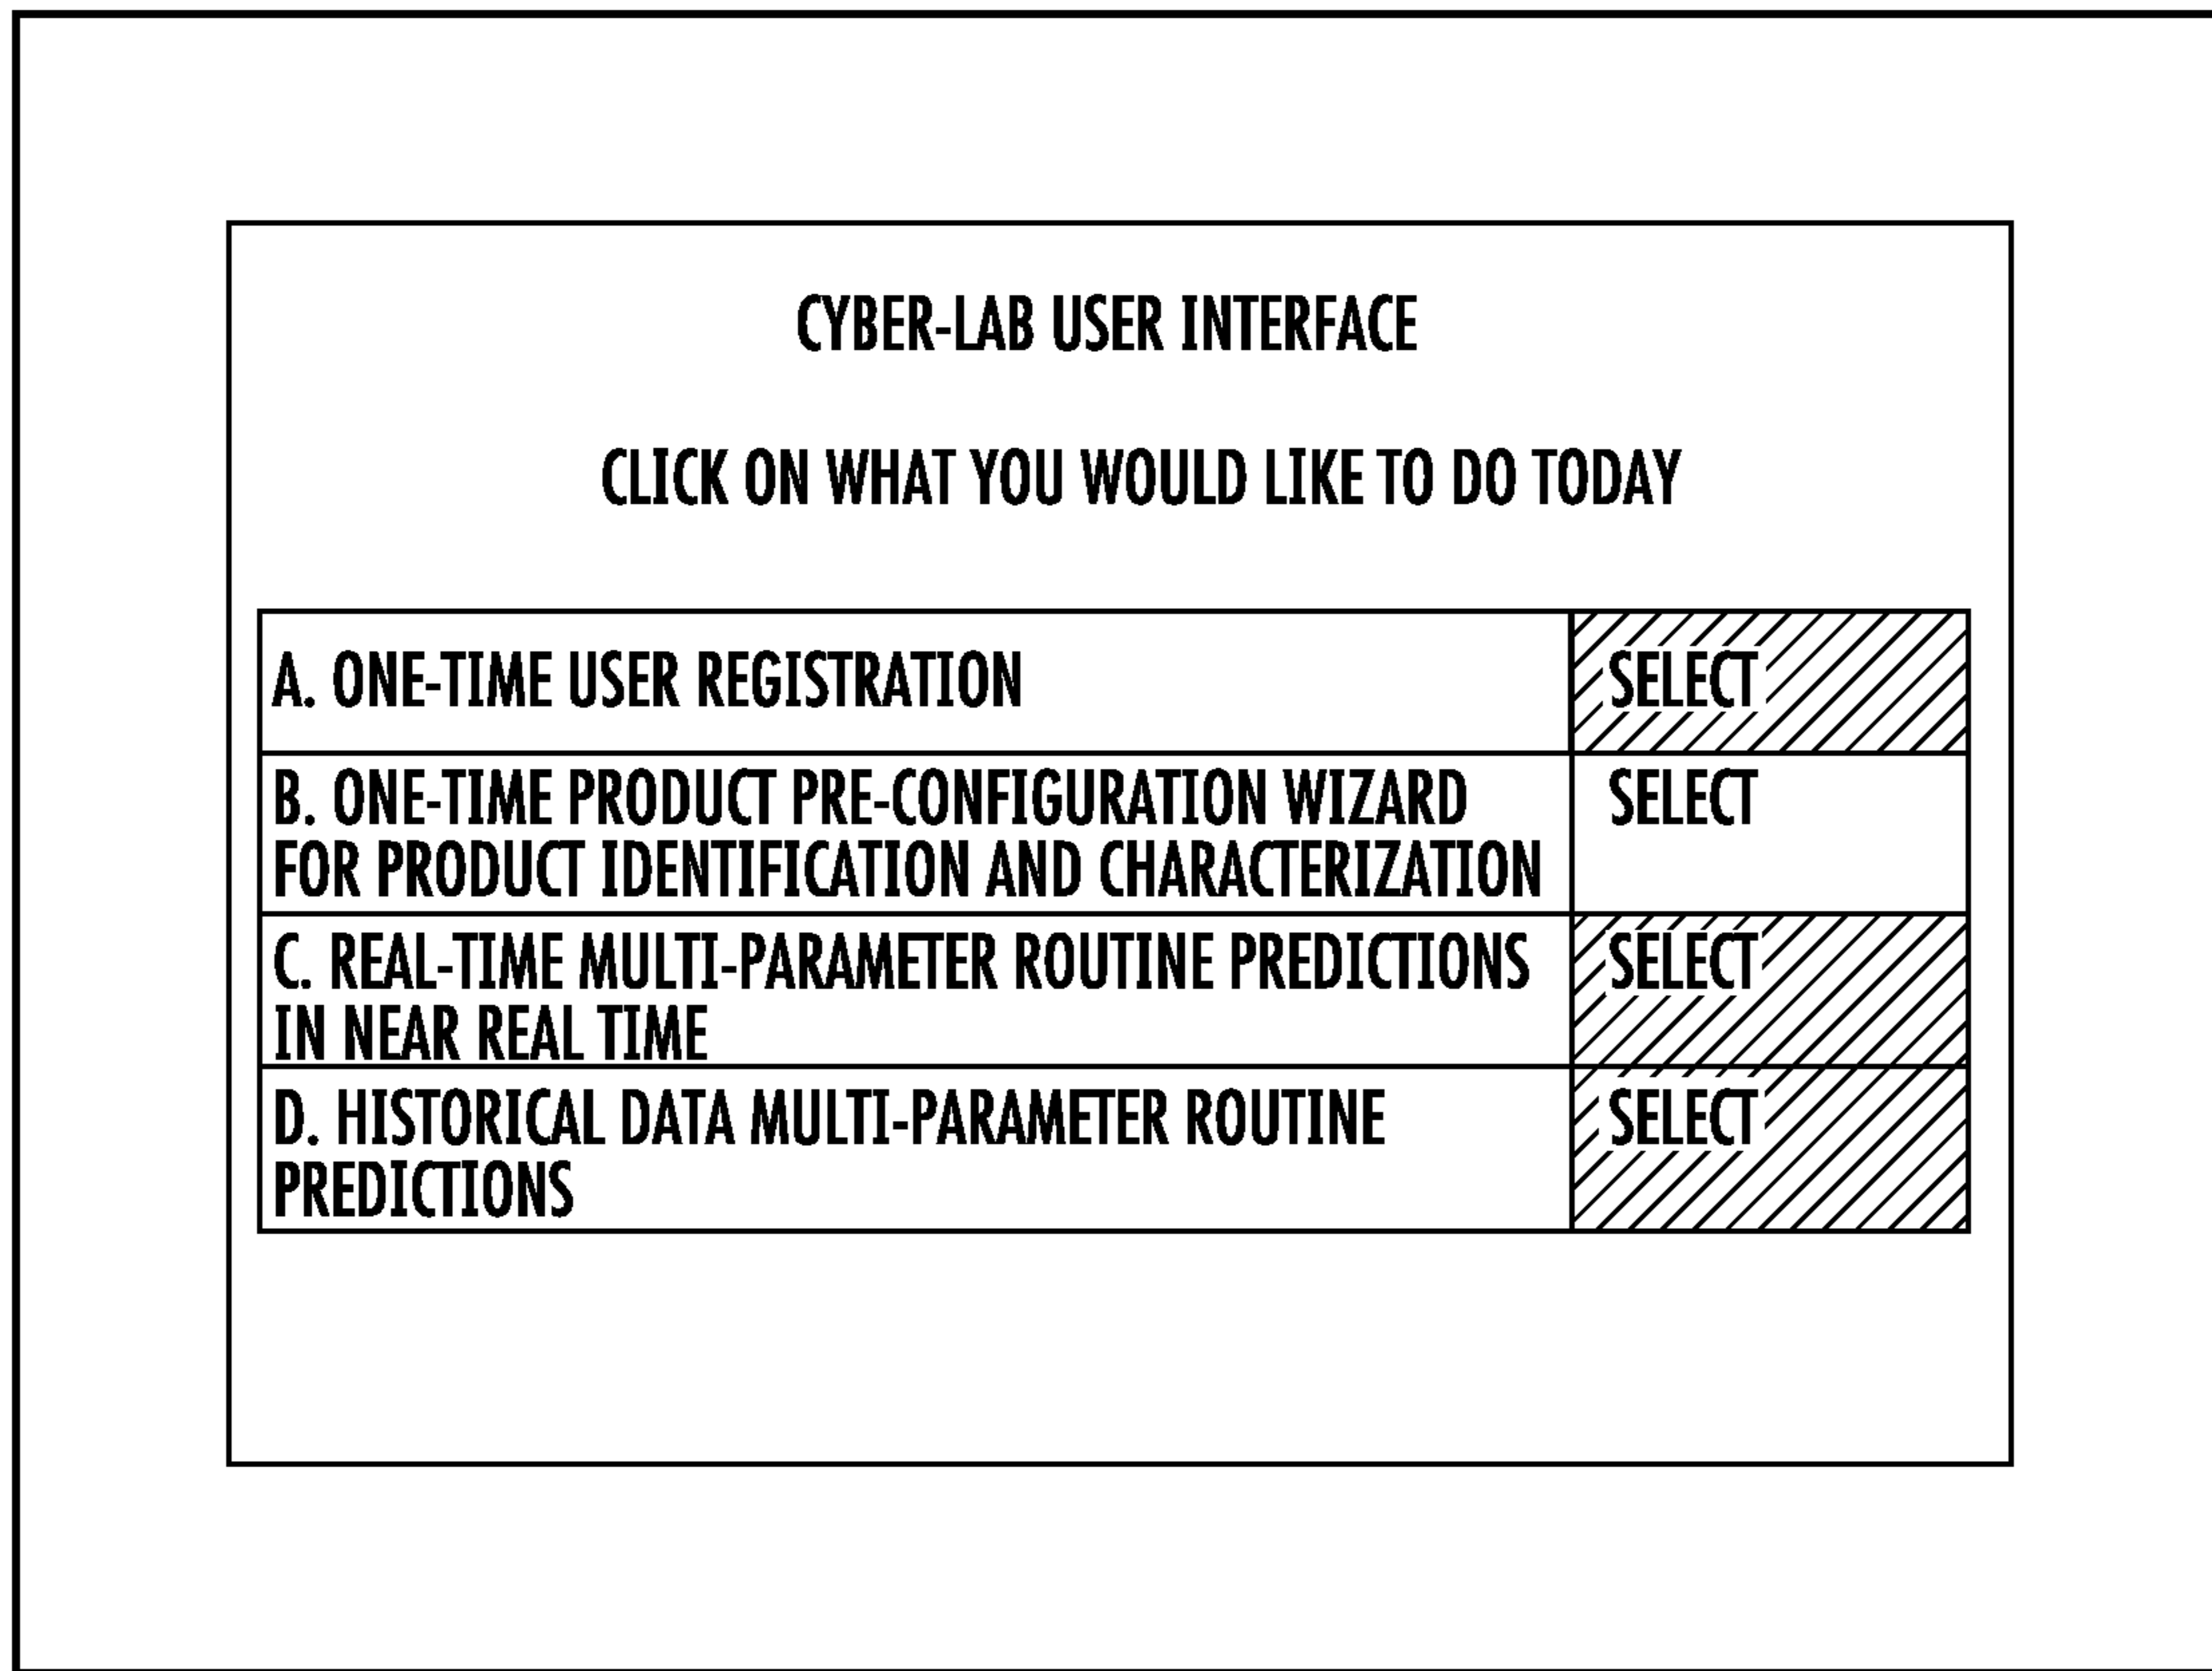 CYBER-LAB USER INTERFACE
CLICK ON WHAT YOU WOULD LIKE TO DO TODAY
A. ONE-TIME USER REGISTRATION SELECT
B. ONE-TIME PRODUCT PRE-CONFIGURATION WIZARD SELECT
FOR PRODUCT IDENTIFICATION AND CHARACTERIZATION
C. REAL-TIME MULTI-PARAMETER ROUTINE PREDICTIONS SELECT
IN NEAR REAL TIME
D. HISTORICAL DATA MULTI-PARAMETER ROUTINE SELECT
PREDICTIONS